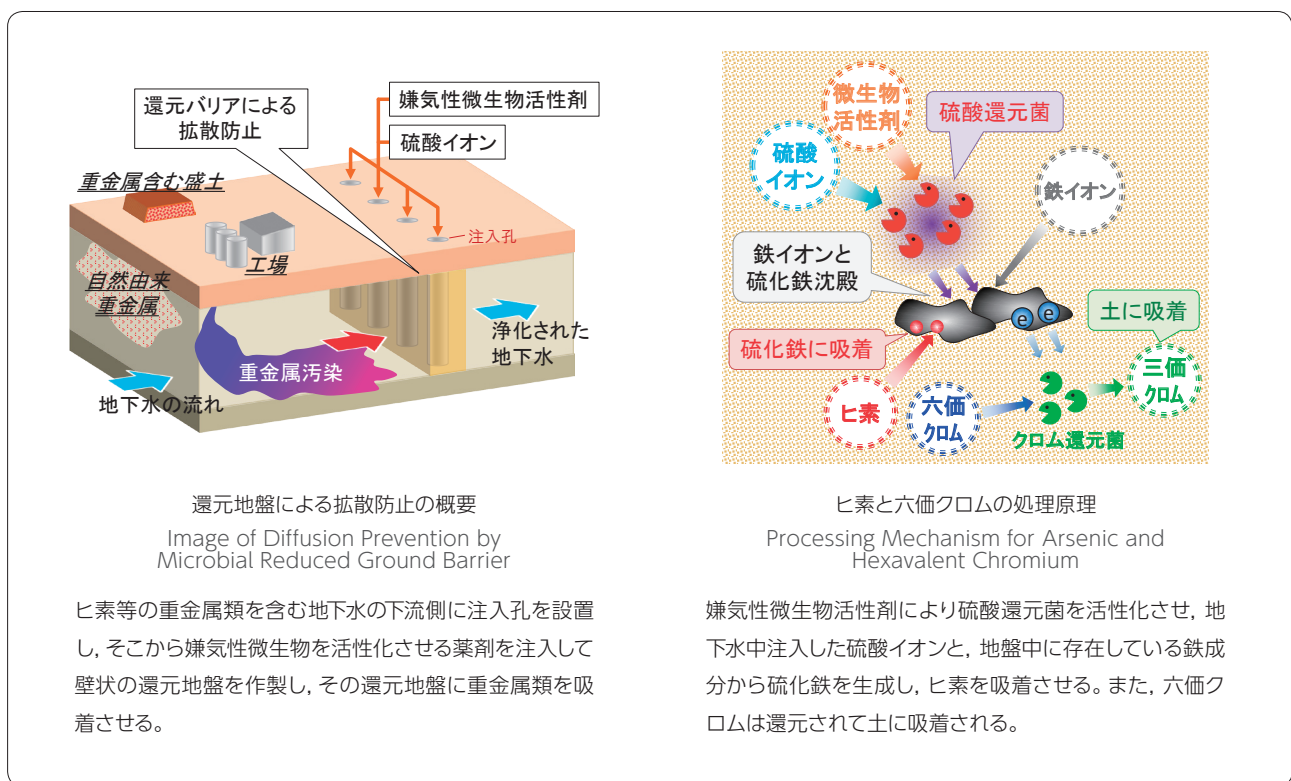 嫌気性微生物活性剤
還元バリアによる
拡散防止
硫酸イオン
重金属含む盛土
注入孔
工場
自然由来
重金属
浄化された
地下水
重金属汚染
地下水の流れ
還元地盤による拡散防止の概要
Image of Diffusion Prevention by
Microbial Reduced Ground Barrier
ヒ素等の重金属類を含む地下水の下流側に注入孔を設置
し, そこから嫌気性微生物を活性化させる薬剤を注入して
壁状の還元地盤を作製し, その還元地盤に重金属類を吸
着させる。
微生物
活性剤
硫酸還元菌
硫酸
イオン
鉄イオン
鉄イオンと
硫化鉄沈殿
e
e
土に吸着
硫化鉄に吸着
三価
クロム
ヒ素
六価
クロム
クロム還元菌
ヒ素と六価クロムの処理原理
Processing Mechanism for Arsenic and
Hexavalent Chromium
嫌気性微生物活性剤により硫酸還元菌を活性化させ, 地
下水中注入した硫酸イオンと, 地盤中に存在している鉄成
分から硫化鉄を生成し, ヒ素を吸着させる。また, 六価ク
ロムは還元されて土に吸着される。